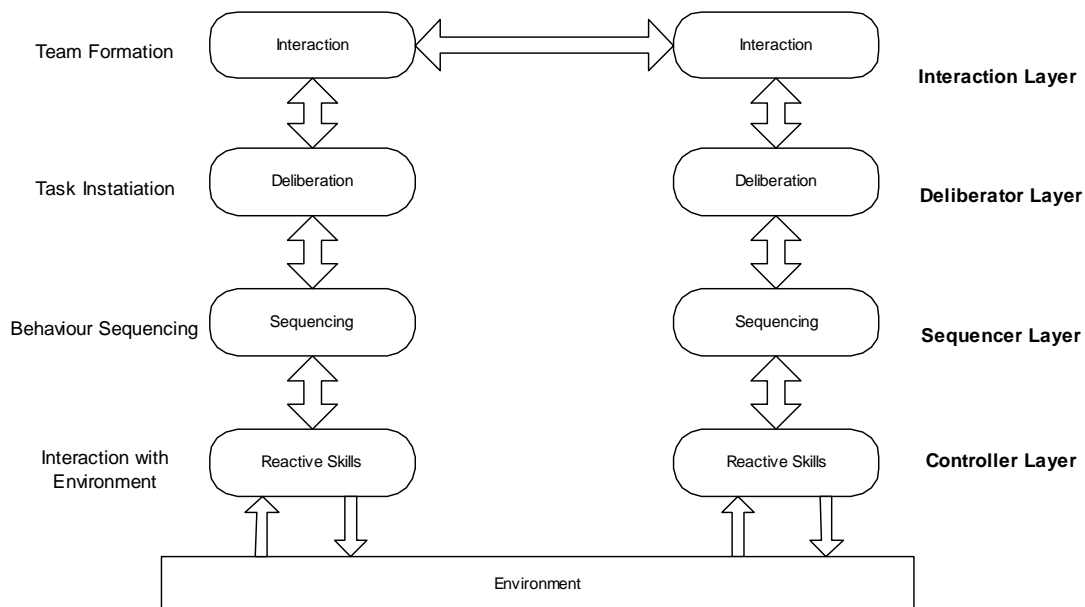 Team Formation
Interaction
Interaction
Interaction Layer
Task Instatiation
Deliberation
Deliberation
Deliberator Layer
Behaviour Sequencing
Sequencing
Sequencing
Sequencer Layer
Interaction with
Environment
Reactive Skills
Reactive Skills
Controller Layer
Environment